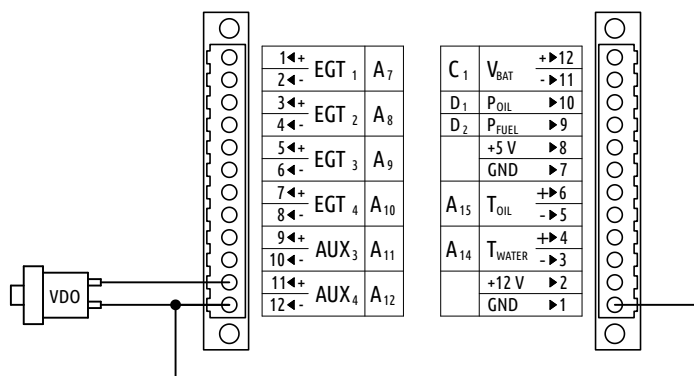 1◄+ EGT 1 A7
2◄-
3◄+ EGT 2 A8
4◄-
5◄+ EGT 3 A9
6◄-
7◄+ EGT 4 A10
8◄-
9◄+ AUX3 A11
10◄-
11◄+ AUX4 A12
12◄-
C1 VBAT +►12
-►11
D1 POIL ►10
D2 PFUEL ►9
+5 V ►8
GND ►7
A15 TOIL +►6
-►5
A14 TWATER +►4
-►3
+12 V ►2
GND ►1
VDO